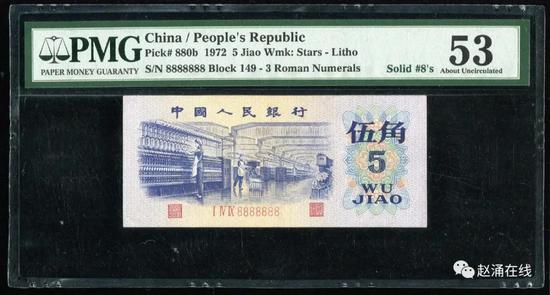 PMG
PAPER MONEY GUARANTY
China / People's Republic
Pick# 880b 1972 5 Jiao Wmk: Stars - Litho
S/N 8888888 Block 149 - 3 Roman Numerals
Solid #8's
53
About Uncirculated
中國人民銀行
伍角
5
WU
JIAO
I IV IX 8888888
赵涌在线